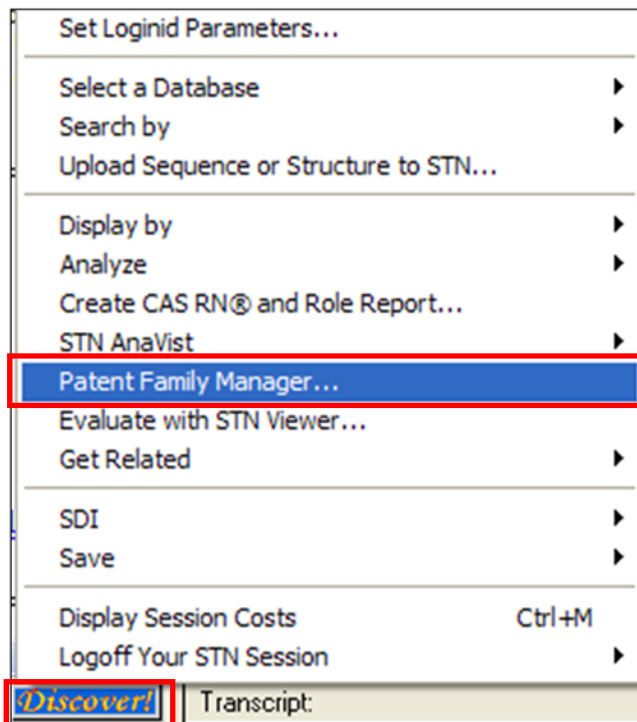 Set Loginid Parameters...
Select a Database
Search by
Upload Sequence or Structure to STN...
Display by
Analyze
Create CAS RN® and Role Report...
STN AnaVist
Patent Family Manager...
Evaluate with STN Viewer...
Get Related
SDI
Save
Display Session Costs Ctrl+M
Logoff Your STN Session
Discover! Transcript: